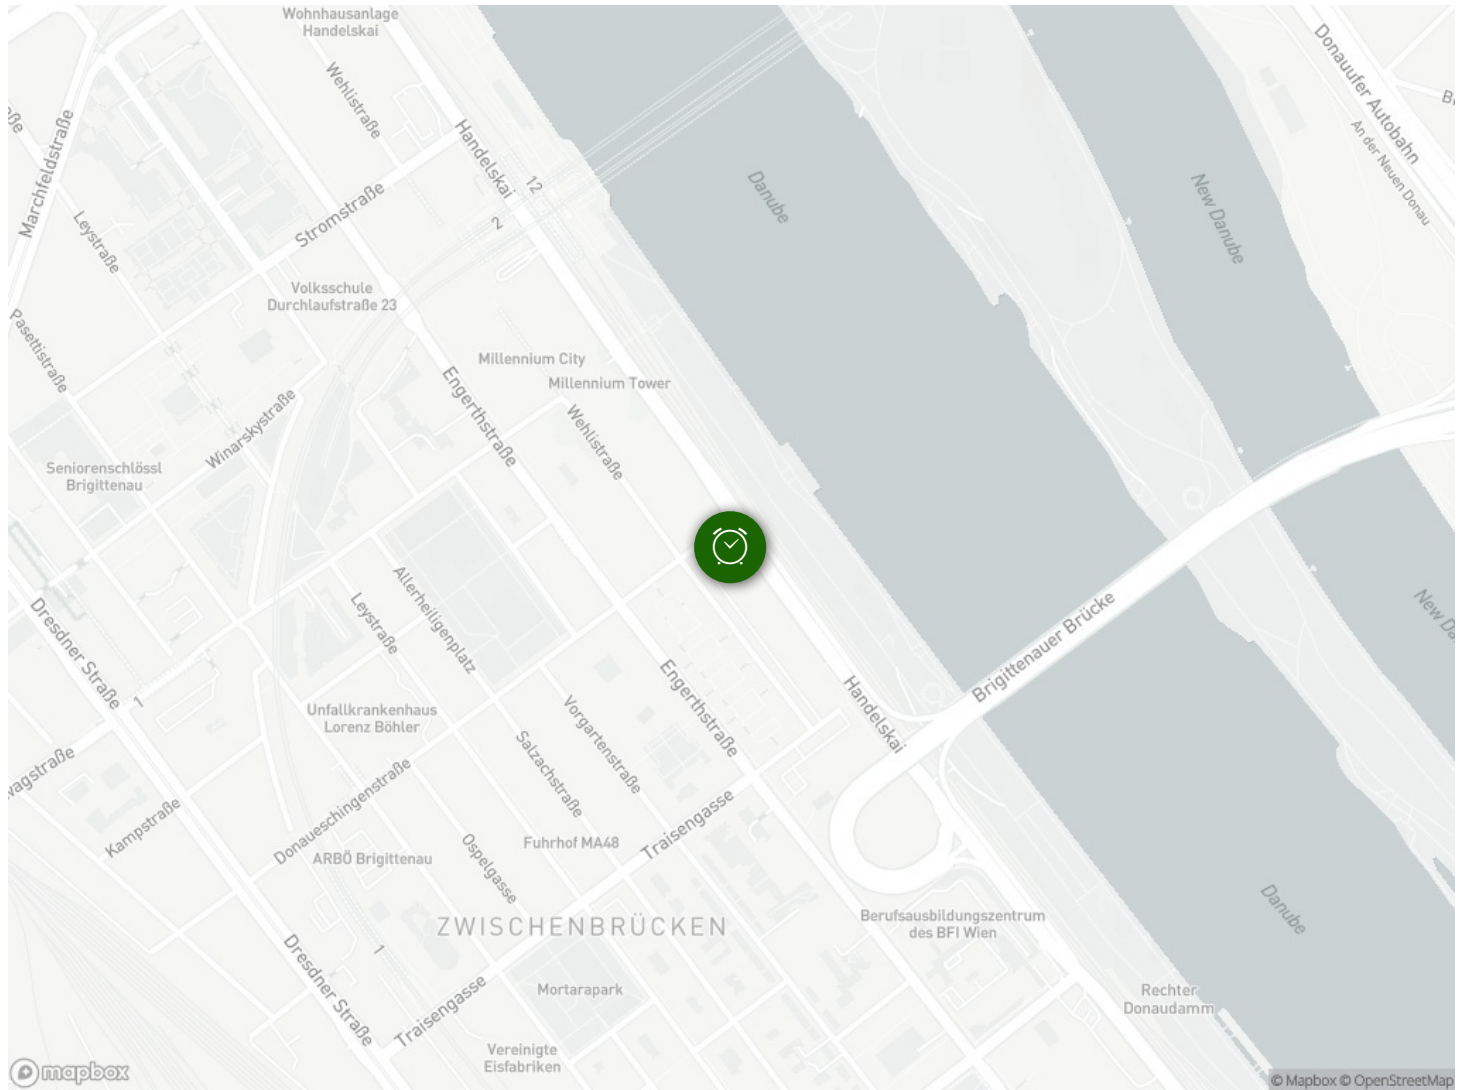 Wohnhausanlage
Handelskai
Donauufer Autobahn
Wehlistraße
Handelskai
An der Neuen Donau
Marchfeldstraße
12
Danube
New Danube
Stromstraße
2
Leystraße
Volksschule
Durchlaufstraße 23
Pasettistraße
Millennium City
Millennium Tower
Engerthstraße
Winarskystraße
Wehlistraße
Seniorenschlössl
Brigittenau
Allerheiligenplatz
Leystraße
Dresdner Straße
Brigittenauer Brücke
New Da
1
Unfallkrankenhaus
Lorenz Böhler
Engerthstraße
Handelskai
Vorgartenstraße
Salzachstraße
vagstraße
Donaueschingenstraße
Kampstraße
Traisengasse
Fuhrhof MA48
ARBÖ Brigittenau
Ospelgasse
ZWISCHENBRÜCKEN
Berufsausbildungszentrum
des BFI Wien
Danube
1
Dresdner Straße
Mortarapark
Rechter
Donaudamm
Traisengasse
Vereinigte
Eisfabriken
mapbox
© Mapbox © OpenStreetMap